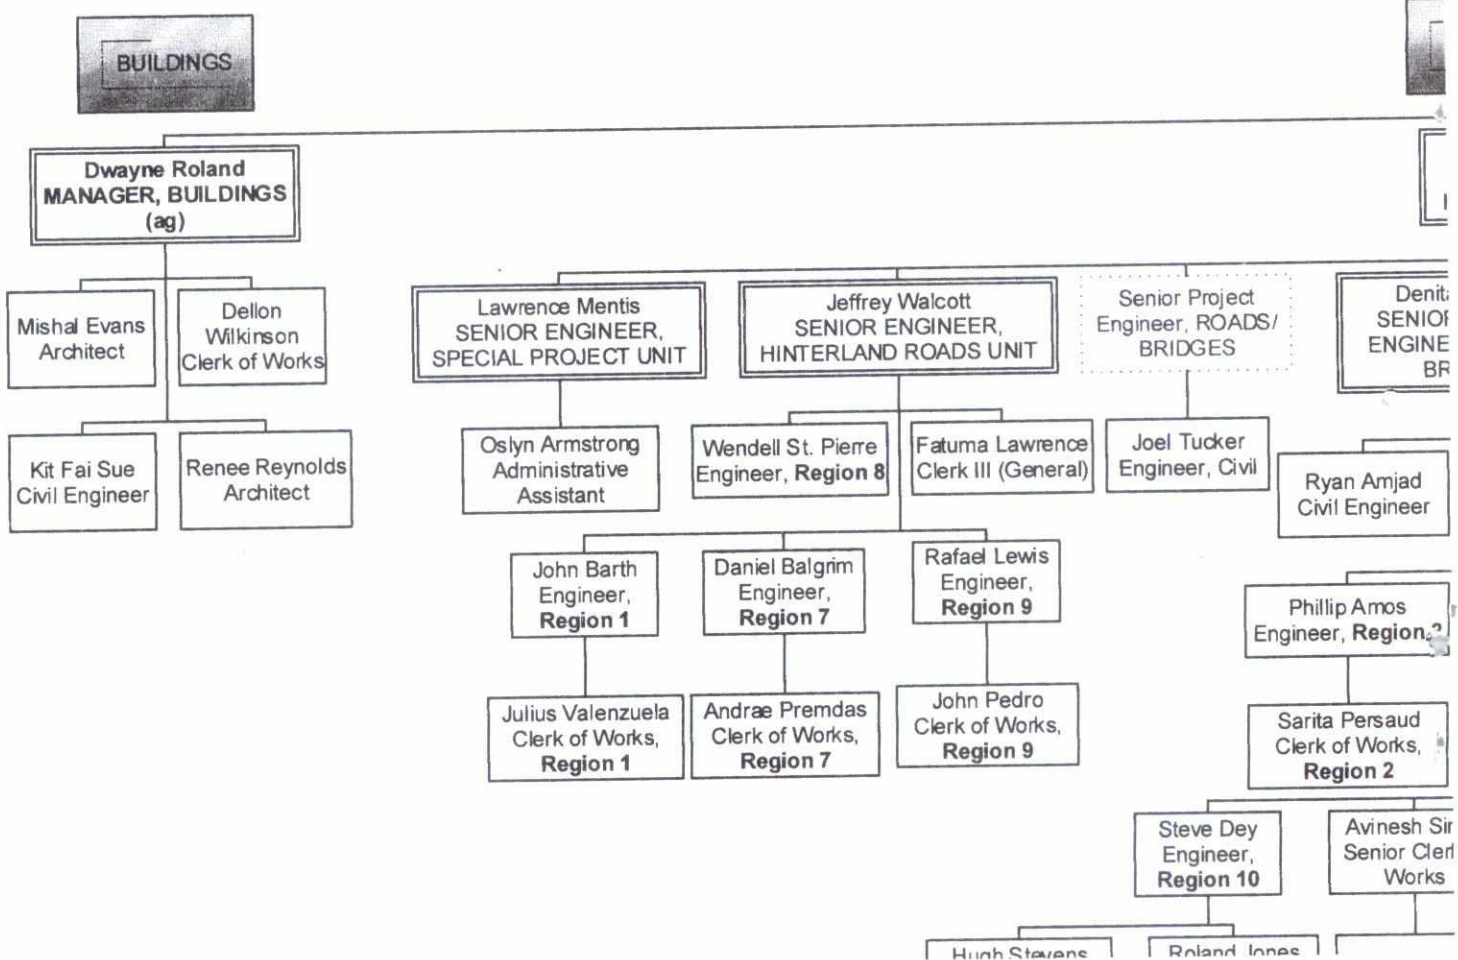 BUILDINGS
Dwayne Roland
MANAGER, BUILDINGS
(ag)
Mishal Evans
Architect
Dellon
Wilkinson
Clerk of Works
Kit Fai Sue
Civil Engineer
Renee Reynolds
Architect
Lawrence Mentis
SENIOR ENGINEER,
SPECIAL PROJECT UNIT
Jeffrey Walcott
SENIOR ENGINEER,
HINTERLAND ROADS UNIT
Senior Project
Engineer, ROADS/
BRIDGES
Oslyn Armstrong
Administrative
Assistant
Wendell St. Pierre
Engineer, Region 8
Fatuma Lawrence
Clerk III (General)
Joel Tucker
Engineer, Civil
Ryan Amjad
Civil Engineer
John Barth
Engineer,
Region 1
Daniel Balgrim
Engineer,
Region 7
Rafael Lewis
Engineer,
Region 9
Phillip Amos
Engineer, Region
Julius Valenzuela
Clerk of Works,
Region 1
Andrae Premdas
Clerk of Works,
Region 7
John Pedro
Clerk of Works,
Region 9
Sarita Persaud
Clerk of Works,
Region 2
Steve Dey
Engineer,
Region 10
Avinesh
Senior
Works
Hugh Stevens
Roland Jones